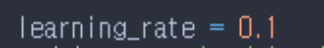 learning_rate = 0.1